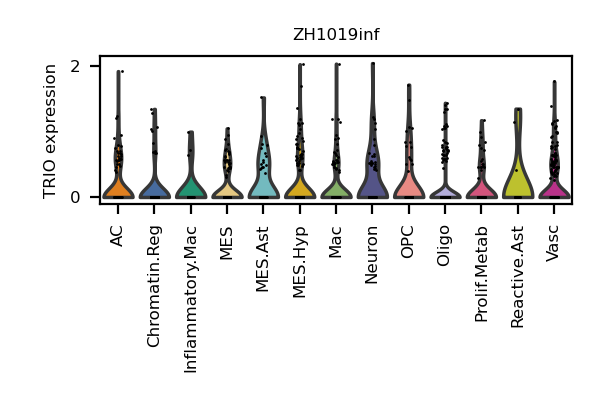 ZH1019inf
TRIO expression
2
0
AC
Chromatin.Reg
Inflammatory.Mac
MES
MES.Ast
MES.Hyp
Mac
Neuron
OPC
Oligo
Prolif.Metab
Reactive.Ast
Vasc